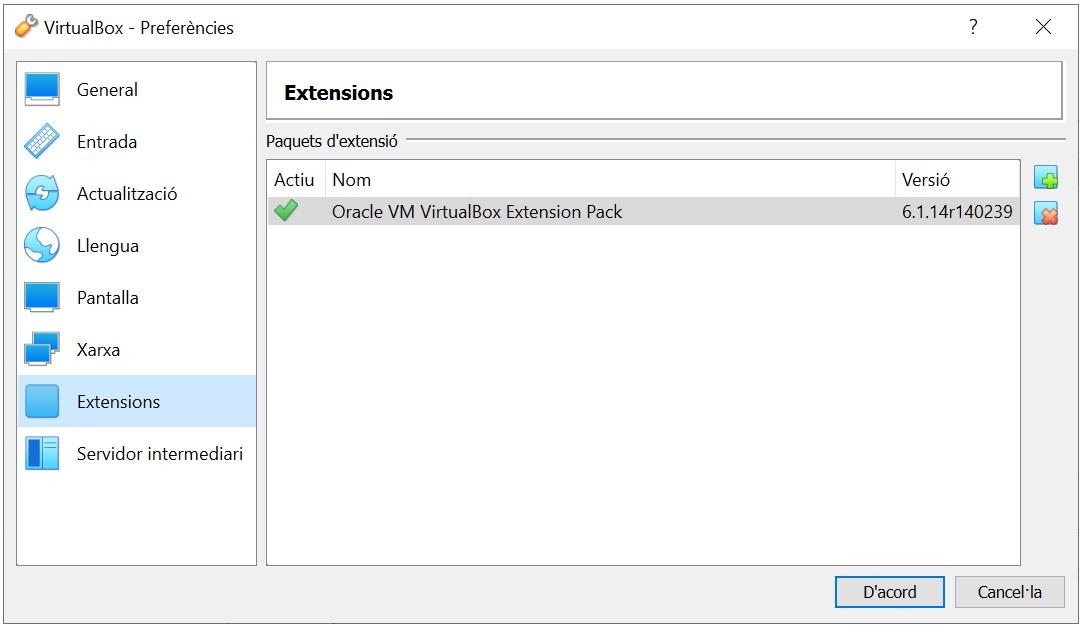 VirtualBox - Preferències
?
General
Entrada
Actualització
Llengua
Pantalla
Xarxa
Extensions
Servidor intermediari
Extensions
Paquets d'extensió
Actiu Nom Versió
Oracle VM VirtualBox Extension Pack 6.1.14r140239
D'acord Cancel·la